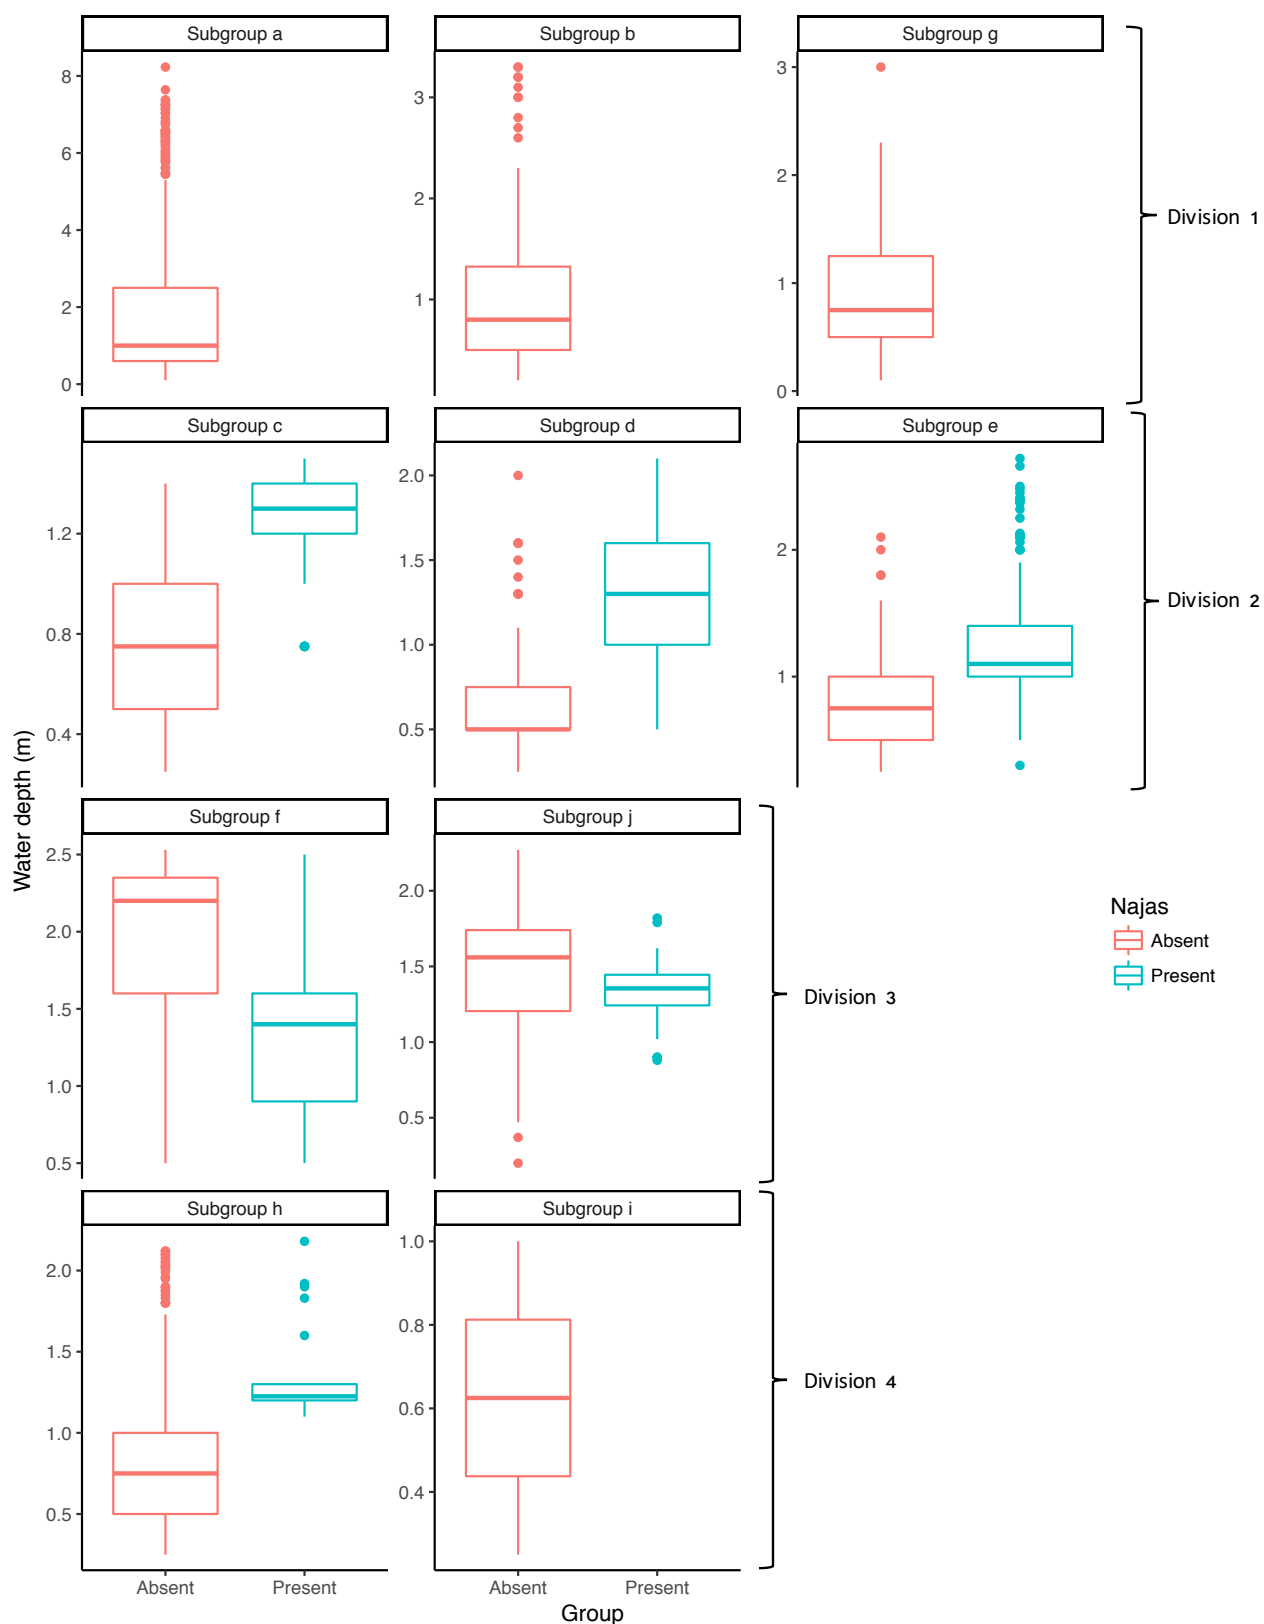 Subgroup a
Subgroup b
Subgroup g
8
6
4
2
0
3
2
1
3
2
1
0
Division 1
Subgroup c
Subgroup d
Subgroup e
1.2
0.8
0.4
2.0
1.5
1.0
0.5
2
1
Division 2
Water depth (m)
Subgroup f
Subgroup j
2.5
2.0
1.5
1.0
0.5
2.0
1.5
1.0
0.5
Division 3
Najas
Absent
Present
Subgroup h
Subgroup i
2.0
1.5
1.0
0.5
1.0
0.8
0.6
0.4
Division 4
Absent
Present
Absent
Present
Group